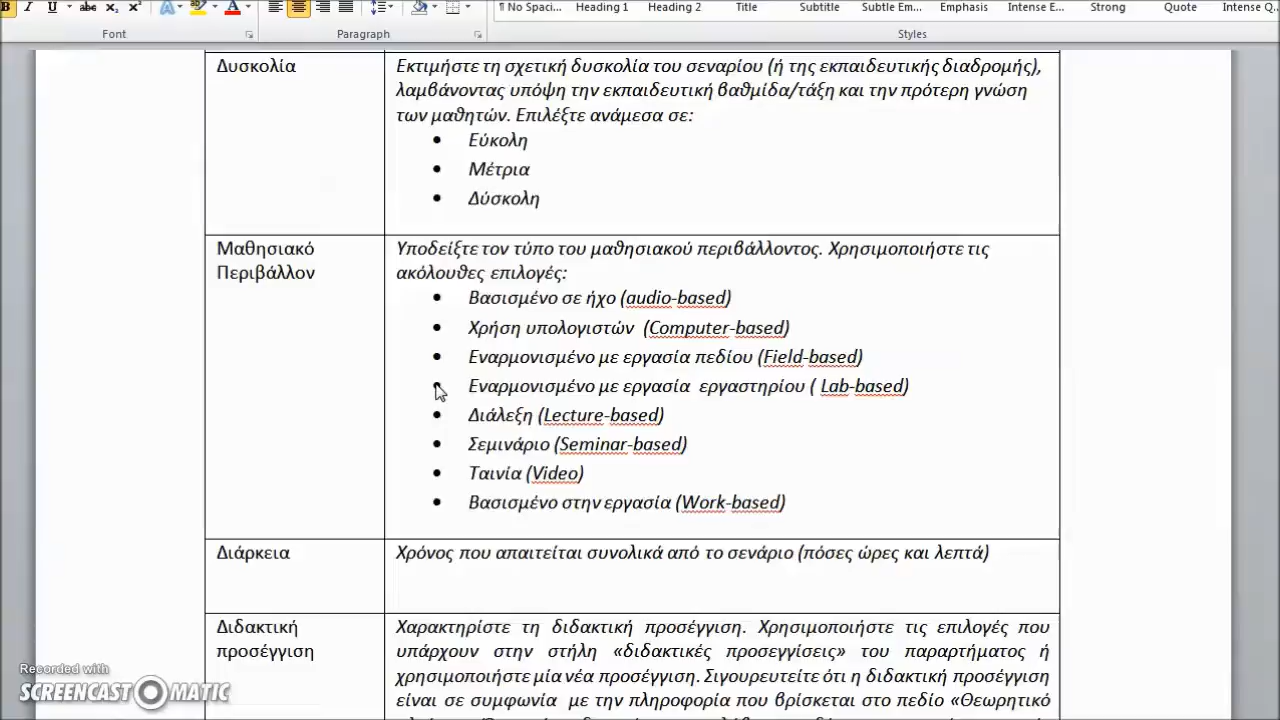 B I U abc x₂ x² A ab A
¶ No Spaci... Heading 1 Heading 2 Title Subtitle Subtle Em... Emphasis Intense E... Strong Quote Intense Q...
Font Paragraph Styles
Δυσκολία
Εκτιμήστε τη σχετική δυσκολία του σεναρίου (ή της εκπαιδευτικής διαδρομής),
λαμβάνοντας υπόψη την εκπαιδευτική βαθμίδα/τάξη και την πρότερη γνώση
των μαθητών. Επιλέξτε ανάμεσα σε:
• Εύκολη
• Μέτρια
• Δύσκολη
Μαθησιακό
Περιβάλλον
Υποδείξτε τον τύπο του μαθησιακού περιβάλλοντος. Χρησιμοποιήστε τις
ακόλουθες επιλογές:
• Βασισμένο σε ήχο (audio-based)
• Χρήση υπολογιστών (Computer-based)
• Εναρμονισμένο με εργασία πεδίου (Field-based)
• Εναρμονισμένο με εργασία εργαστηρίου ( Lab-based)
• Διάλεξη (Lecture-based)
• Σεμινάριο (Seminar-based)
• Ταινία (Video)
• Βασισμένο στην εργασία (Work-based)
Διάρκεια
Χρόνος που απαιτείται συνολικά από το σενάριο (πόσες ώρες και λεπτά)
Διδακτική
προσέγγιση
Χαρακτηρίστε τη διδακτική προσέγγιση. Χρησιμοποιήστε τις επιλογές που
υπάρχουν στην στήλη «διδακτικές προσεγγίσεις» του παραρτήματος ή
χρησιμοποιήστε μία νέα προσέγγιση. Σιγουρευτείτε ότι η διδακτική προσέγγιση
είναι σε συμφωνία με την πληροφορία που βρίσκεται στο πεδίο «Θεωρητικό
Recorded with
SCREENCAST MATIC